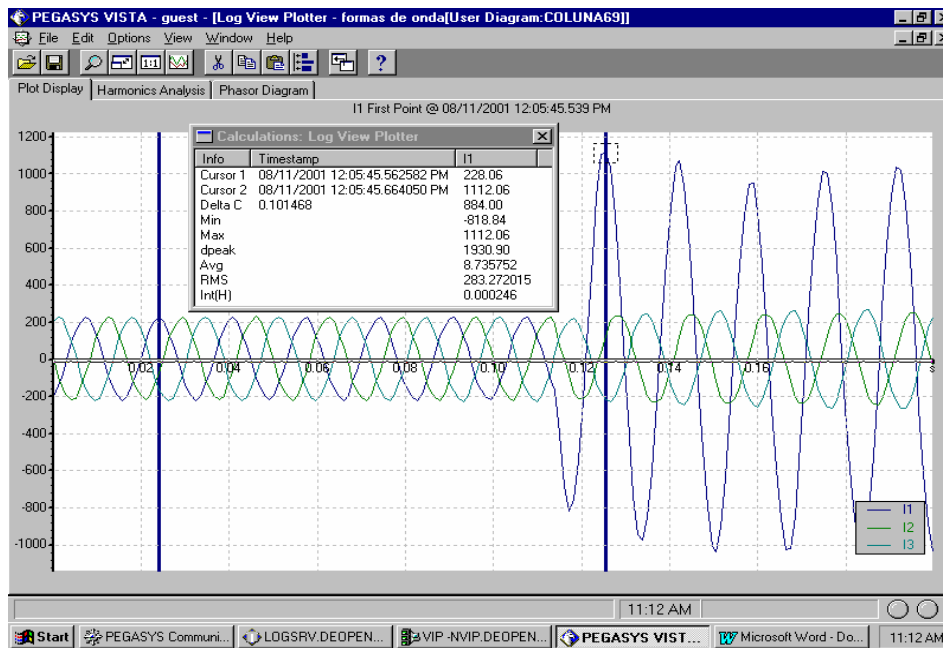 PEGASYS VISTA - guest - [Log View Plotter - formas de onda[User Diagram:COLUNA69]]
File Edit Options View Window Help
1:1 ?
Plot Display Harmonics Analysis Phasor Diagram
I1 First Point @ 08/11/2001 12:05:45.539 PM
Calculations: Log View Plotter
Info Timestamp I1
Cursor 1 08/11/2001 12:05:45.562582 PM 228.06
Cursor 2 08/11/2001 12:05:45.664050 PM 1112.06
Delta C 0.101468 884.00
Min -818.84
Max 1112.06
dpeak 1930.90
Avg 8.735752
RMS 283.272015
Int(H) 0.000246
1200
1000
800
600
400
200
0
-200
-400
-600
-800
-1000
0.02 0.04 0.06 0.08 0.10 0.12 0.14 0.16 s
I1
I2
I3
11:12 AM
Start PEGASYS Communi... LOGSRV.DEOPEN... VIP -NVIP.DEOPEN... PEGASYS VIST... Microsoft Word - Do... 11:12 AM